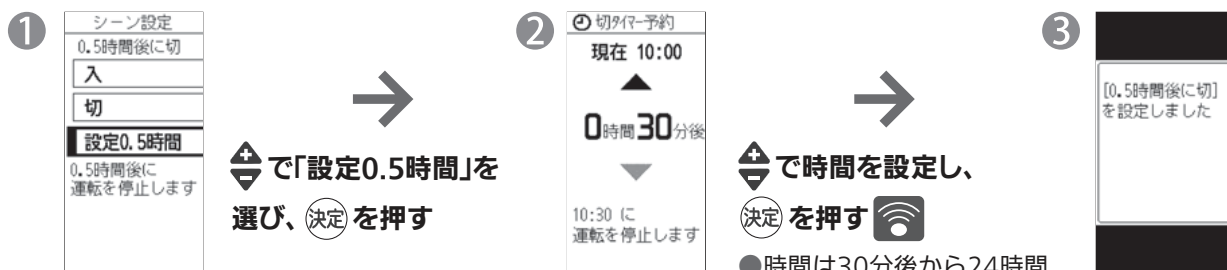 1
シーン設定
0.5時間後に切
入
切
設定0.5時間
0.5時間後に
運転を停止します
で「設定0.5時間」を
選び、決定を押す
2
切タイマー予約
現在 10:00
0時間30分後
10:30 に
運転を停止します
で時間を設定し、
決定を押す
●時間は30分後から24時間
3
[0.5時間後に切]
を設定しました